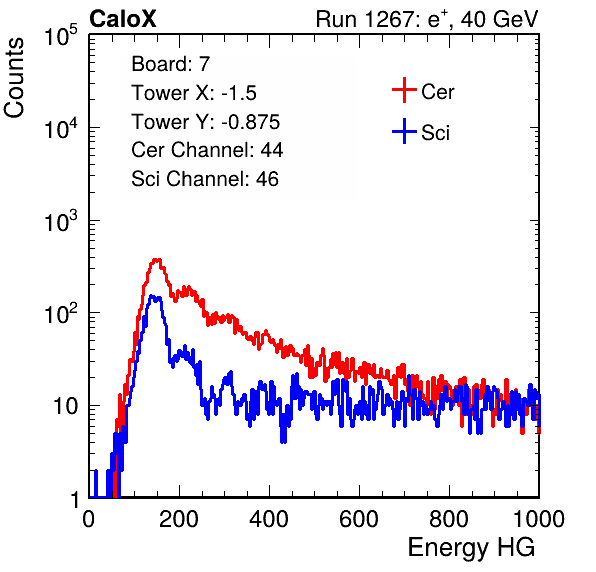 CaloX Run 1267: e⁺, 40 GeV
Counts
10⁵
10⁴
10³
10²
10
1
Board: 7
Tower X: -1.5
Tower Y: -0.875
Cer Channel: 44
Sci Channel: 46
Cer
Sci
0 200 400 600 800 1000
Energy HG